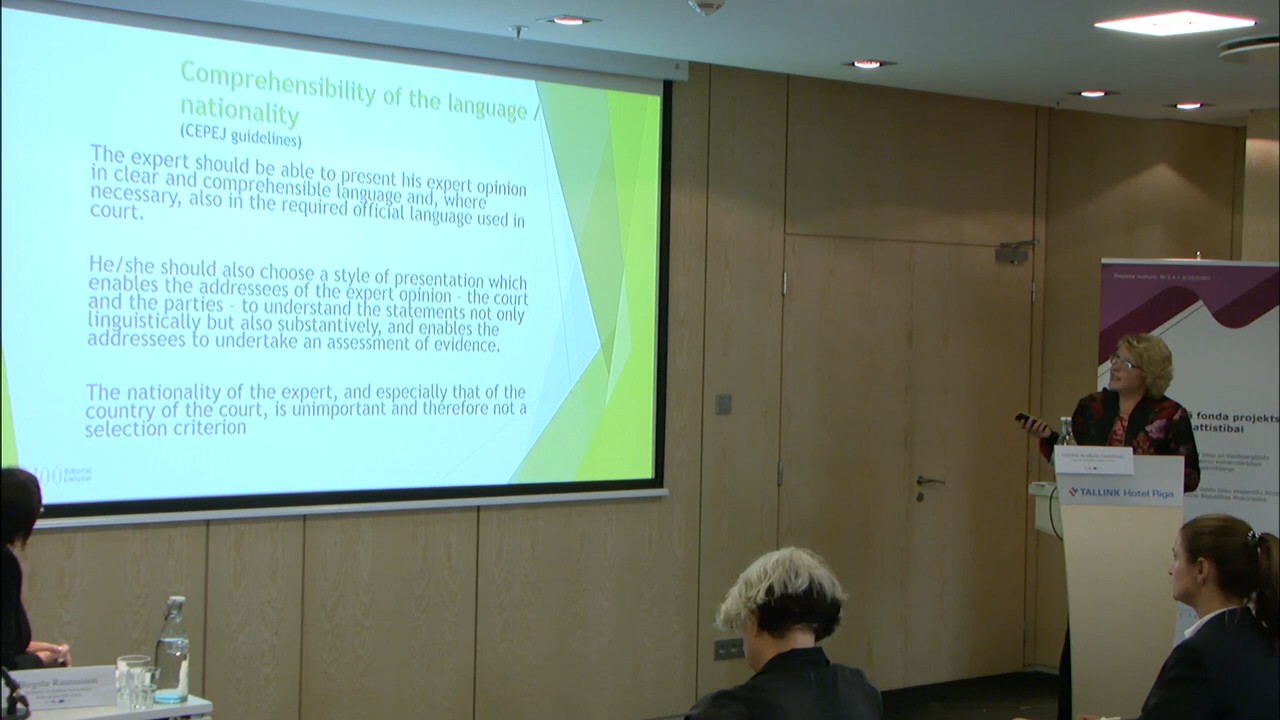 Comprehensibility of the language /
nationality
(CEPEJ guidelines)
The expert should be able to present his expert opinion
in clear and comprehensible language and, where
necessary, also in the required official language used in
court.
He/she should also choose a style of presentation which
enables the addressees of the expert opinion - the court
and the parties - to understand the statements not only
linguistically but also substantively, and enables the
addressees to undertake an assessment of evidence.
The nationality of the expert, and especially that of the
country of the court, is unimportant and therefore not a
selection criterion
fonda projekts
attīstībai
TALLINK Hotel Riga
Rasmussen